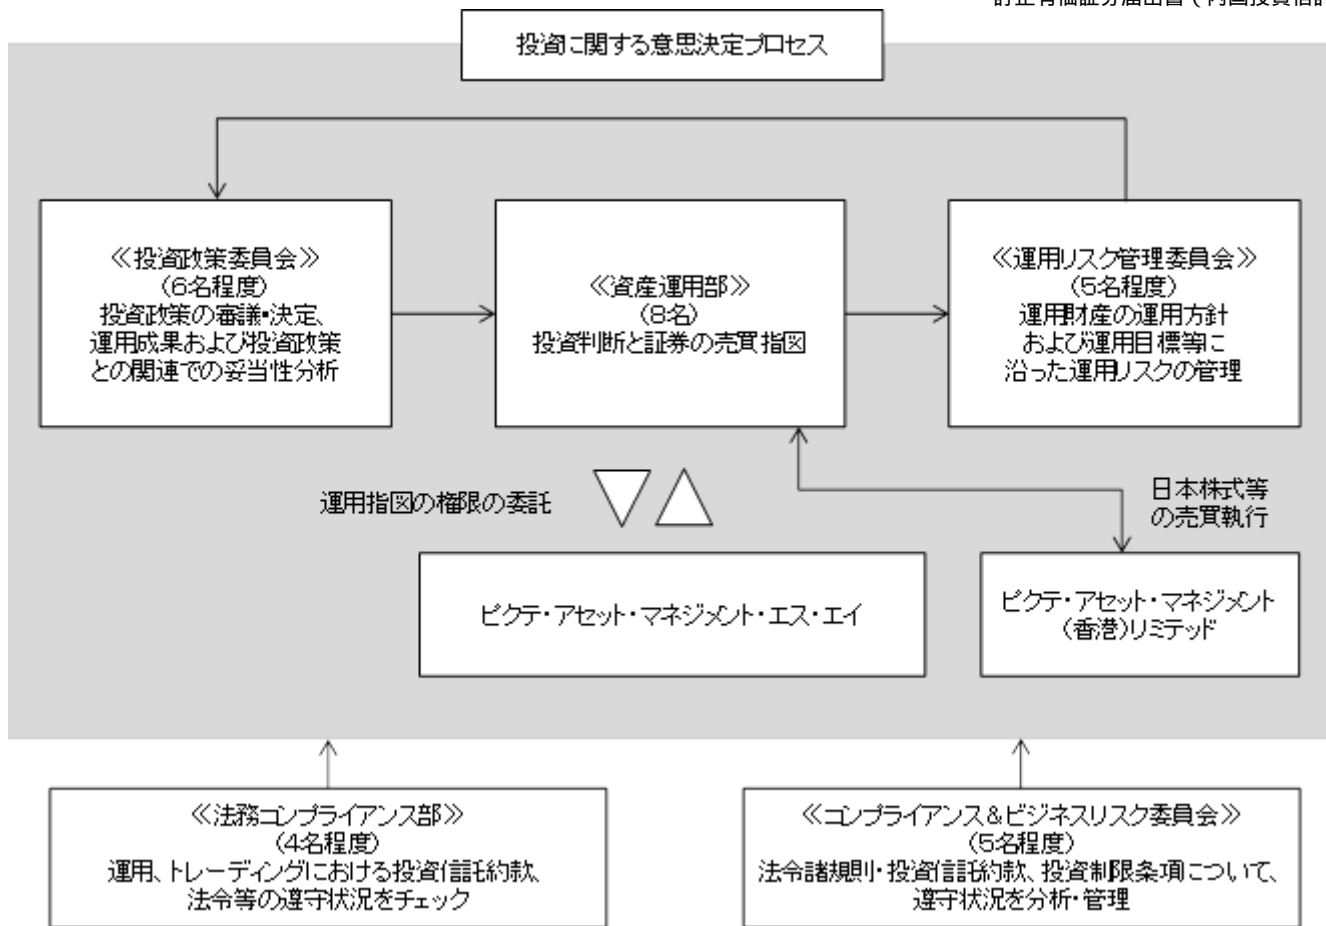 投資に関する意思決定プロセス
≪投資政策委員会≫
(6名程度)
投資政策の審議・決定、
運用成果および投資政策
との関連での妥当性分析
≪資産運用部≫
(8名)
投資判断と証券の売買指図
≪運用リスク管理委員会≫
(5名程度)
運用財産の運用方針
および運用目標等に
沿った運用リスクの管理
運用指図の権限の委託
日本株式等
の売買執行
ピクテ・アセット・マネジメント・エス・エイ
ピクテ・アセット・マネジメント
(香港)リミテッド
≪法務コンプライアンス部≫
(4名程度)
運用、トレーディングにおける投資信託約款、
法令等の遵守状況をチェック
≪コンプライアンス&ビジネスリスク委員会≫
(5名程度)
法令諸規則・投資信託約款、投資制限条項について、
遵守状況を分析・管理